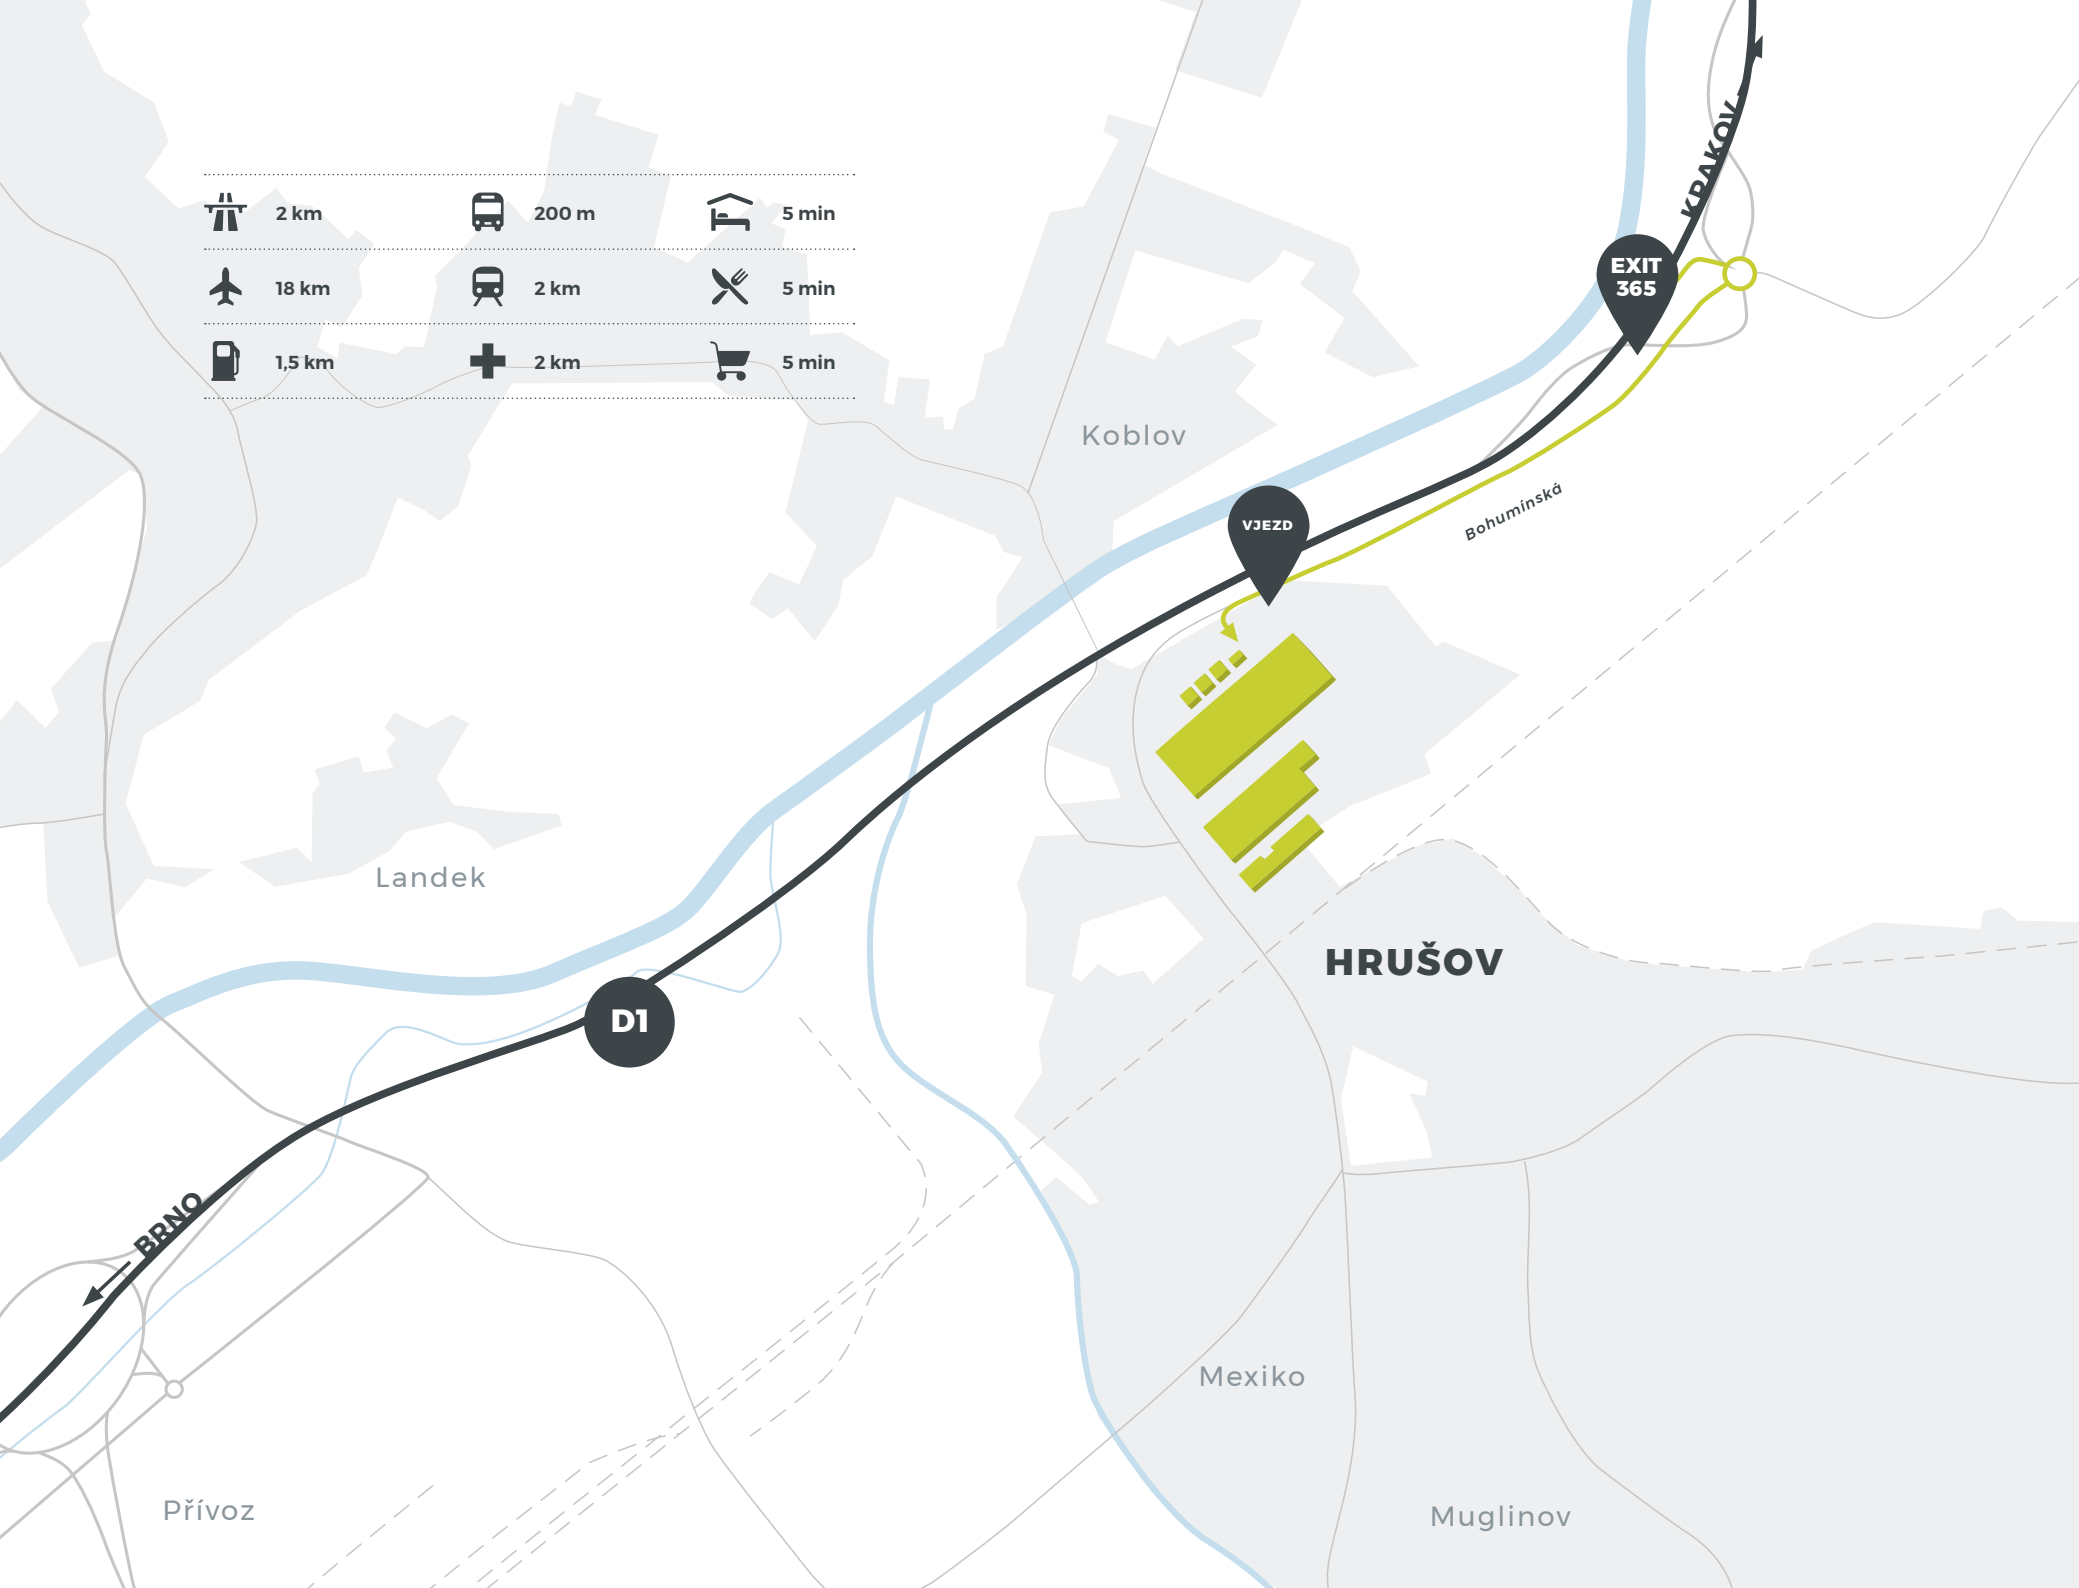 KRAKOV
2 km
200 m
5 min
18 km
2 km
5 min
1,5 km
2 km
5 min
EXIT
365
Koblov
VJEZD
Bohumínská
Landek
HRUŠOV
D1
BRNO
Mexiko
Přívoz
Muglinov